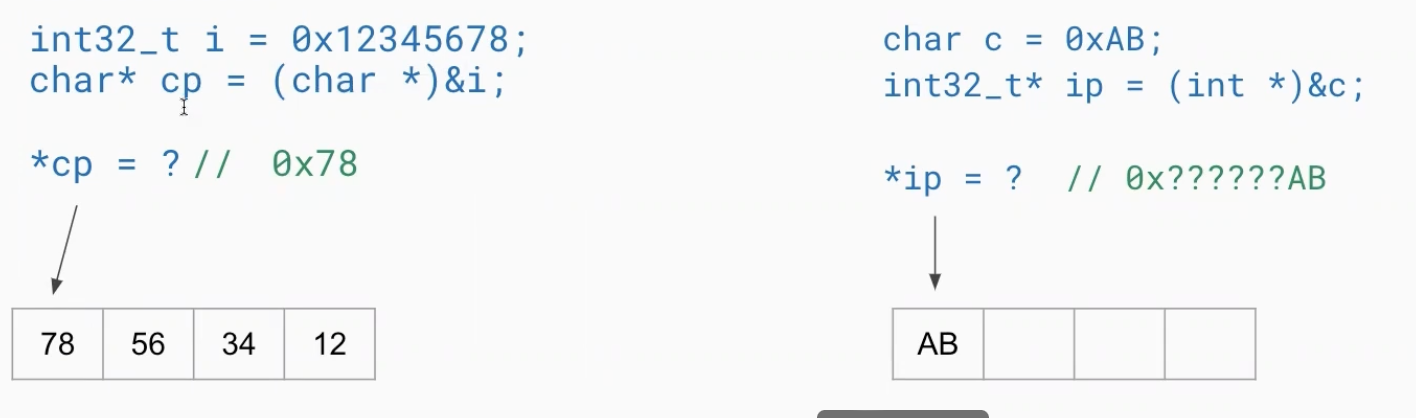 int32_t i = 0x12345678;
char* cp = (char *)&i;
*cp = ? // 0x78
78 56 34 12
char c = 0xAB;
int32_t* ip = (int *)&c;
*ip = ? // 0x??????AB
AB